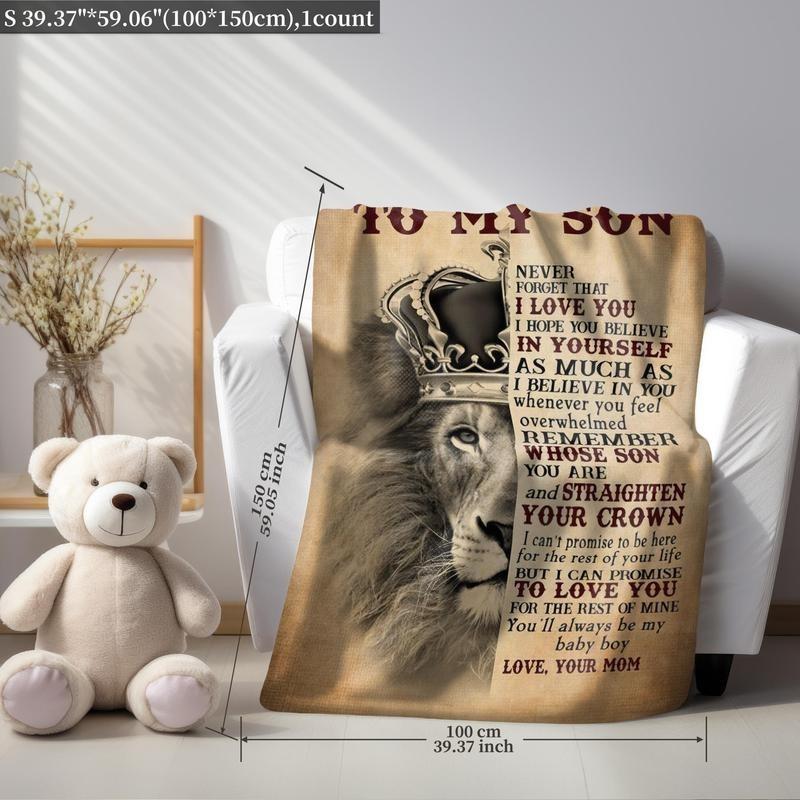 S 39.37"*59.06"(100*150cm),1count
TO MY SON
NEVER
FORGET THAT
I LOVE YOU
I HOPE YOU BELIEVE
IN YOURSELF
AS MUCH AS
I BELIEVE IN YOU
whenever you feel
overwhelmed
REMEMBER
WHOSE SON
YOU ARE
and STRAIGHTEN
YOUR CROWN
I can't promise to be here
for the rest of your life
BUT I CAN PROMISE
TO LOVE YOU
FOR THE REST OF MINE
You'll always be my
baby boy
LOVE, YOUR MOM
150 cm
59.05 inch
100 cm
39.37 inch